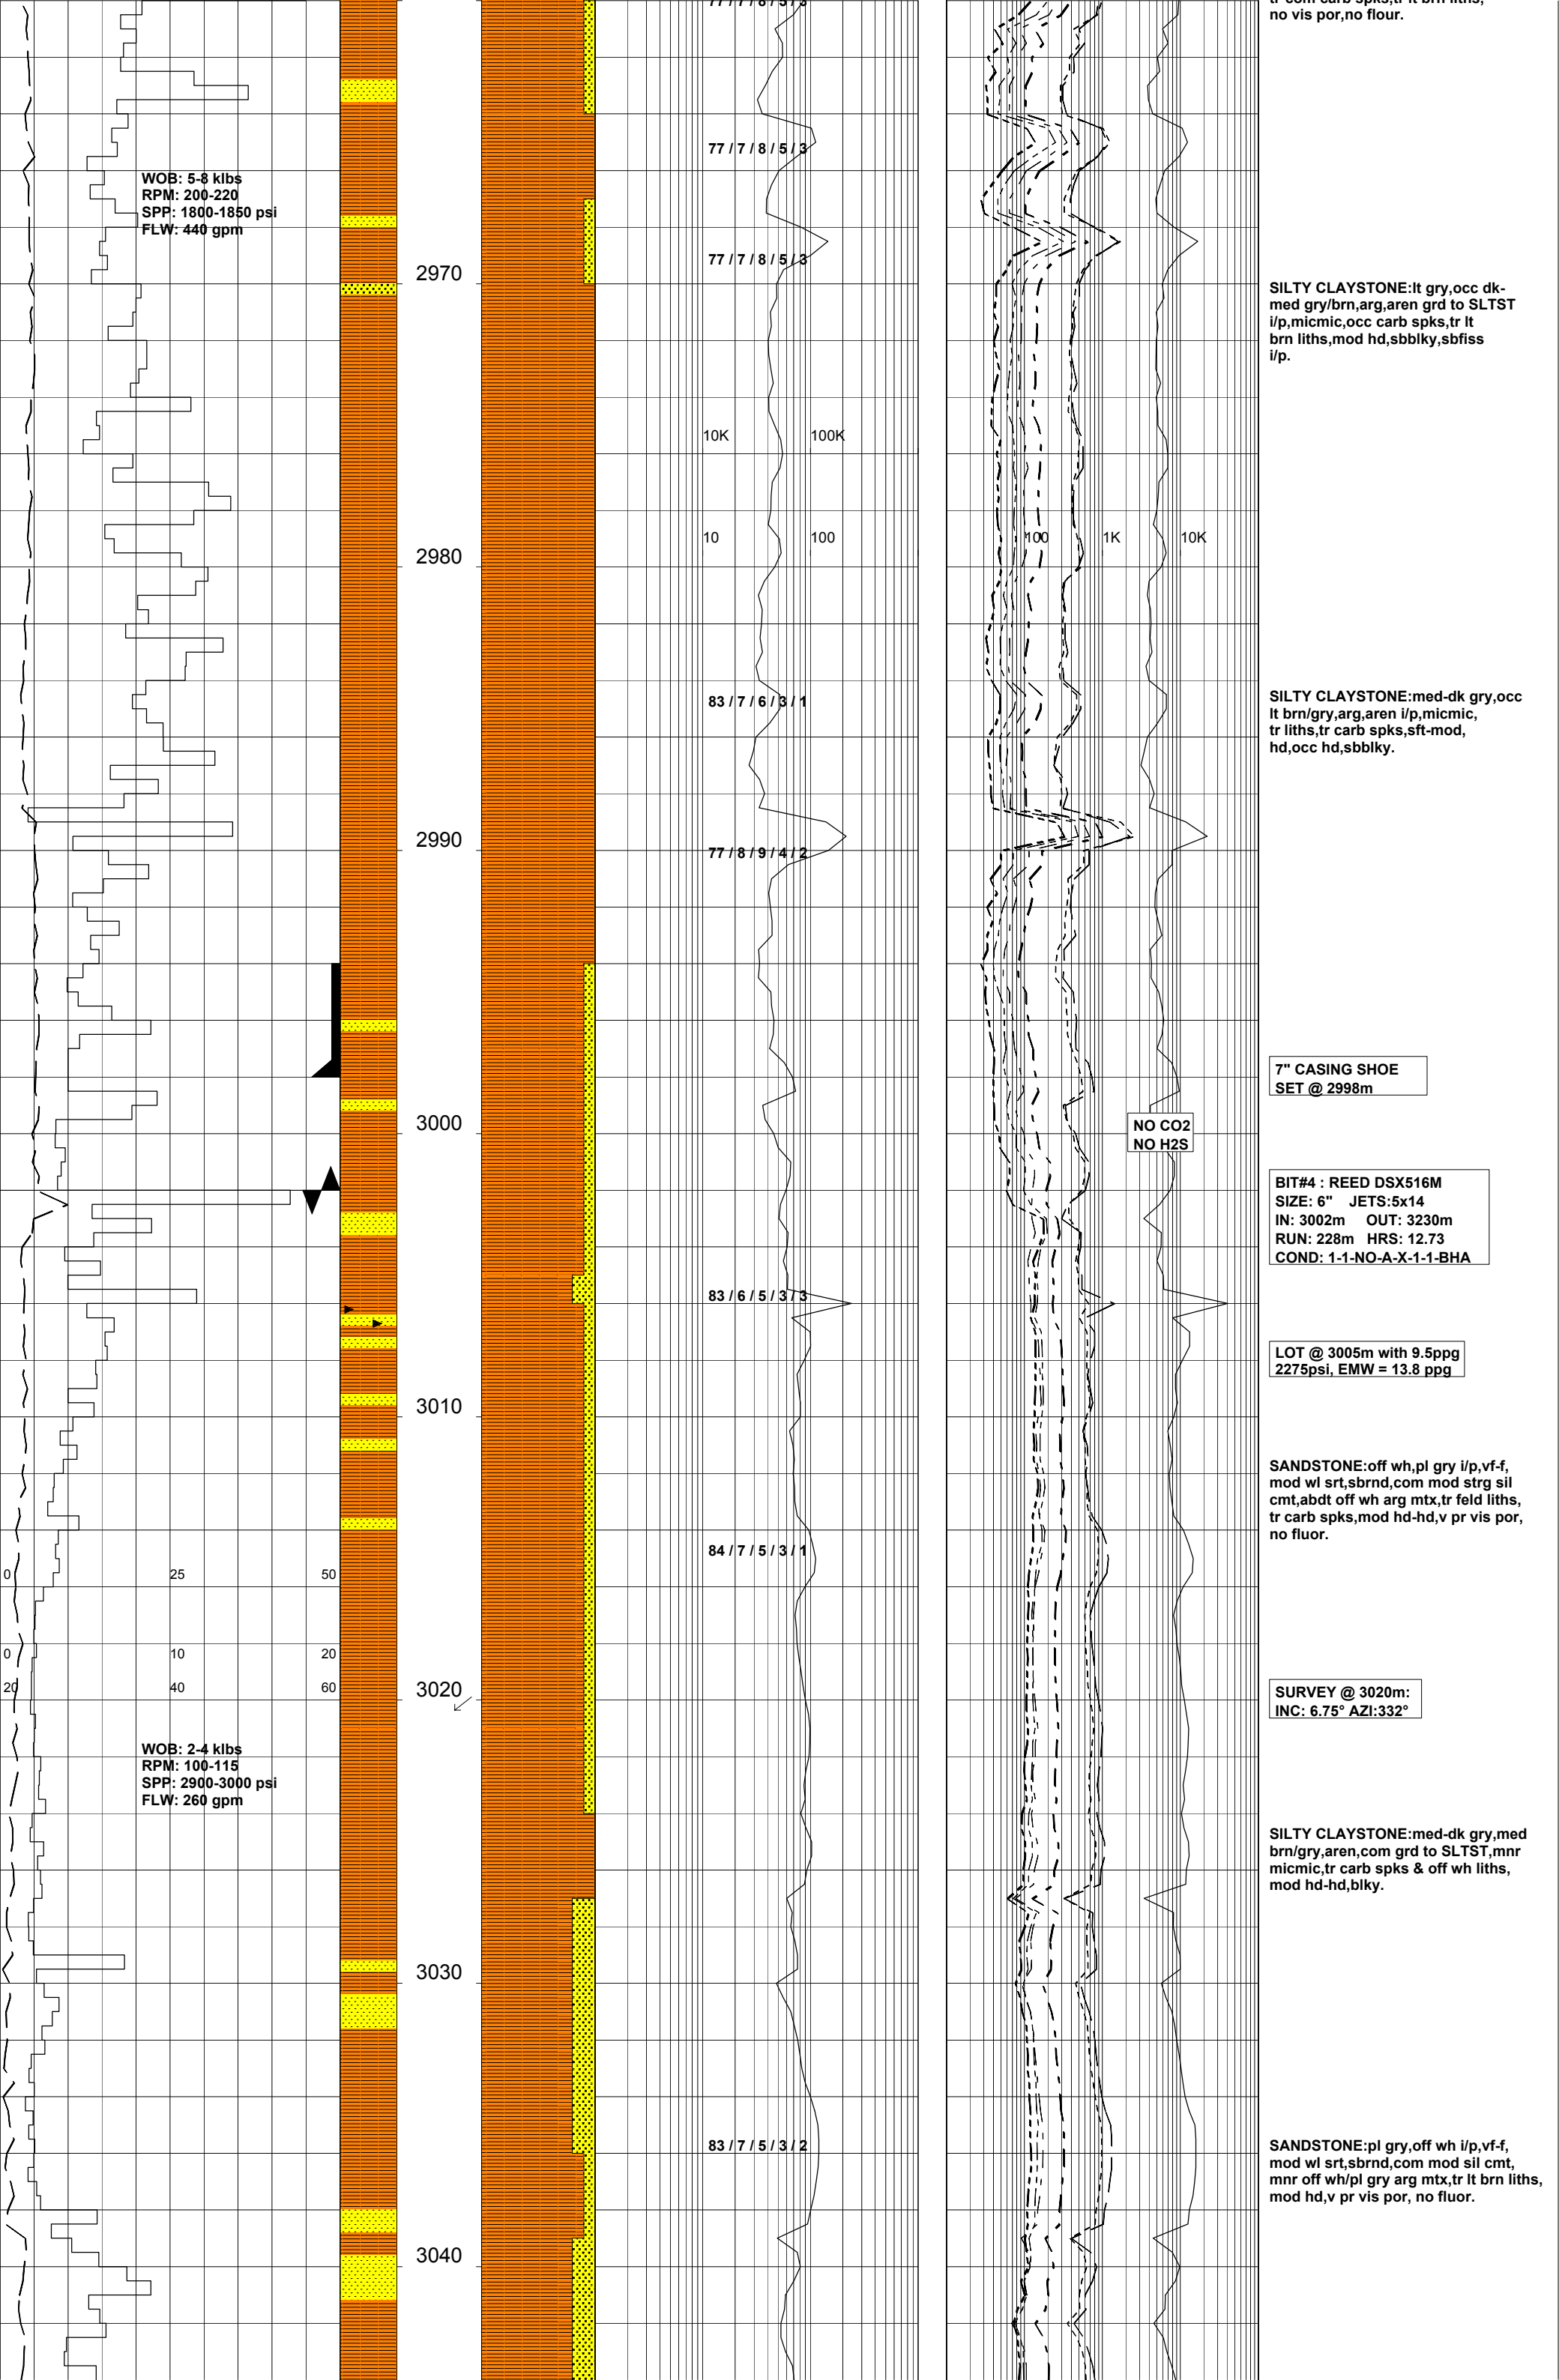 77 / 7 / 8 / 5 / 3
tr com carb spks,tr lt brn liths,
no vis por,no flour.
77 / 7 / 8 / 5 / 3
WOB: 5-8 klbs
RPM: 200-220
SPP: 1800-1850 psi
FLW: 440 gpm
77 / 7 / 8 / 5 / 3
2970
SILTY CLAYSTONE:lt gry,occ dk-
med gry/brn,arg,aren grd to SLTST
i/p,micmic,occ carb spks,tr lt
brn liths,mod hd,sbblky,sbfiss
i/p.
10K 100K
10 100 100 1K 10K
2980
83 / 7 / 6 / 3 / 1
SILTY CLAYSTONE:med-dk gry,occ
lt brn/gry,arg,aren i/p,micmic,
tr liths,tr carb spks,sft-mod,
hd,occ hd,sbblky.
2990
77 / 8 / 9 / 4 / 2
7" CASING SHOE
SET @ 2998m
3000
NO CO2
NO H2S
BIT#4 : REED DSX516M
SIZE: 6" JETS:5x14
IN: 3002m OUT: 3230m
RUN: 228m HRS: 12.73
COND: 1-1-NO-A-X-1-1-BHA
83 / 6 / 5 / 3 / 3
LOT @ 3005m with 9.5ppg
2275psi, EMW = 13.8 ppg
3010
SANDSTONE:off wh,pl gry i/p,vf-f,
mod wl srt,sbrnd,com mod strg sil
cmt,abdt off wh arg mtx,tr feld liths,
tr carb spks,mod hd-hd,v pr vis por,
no fluor.
84 / 7 / 5 / 3 / 1
0 25 50
0 10 20
20 40 60
3020
SURVEY @ 3020m:
INC: 6.75° AZI:332°
WOB: 2-4 klbs
RPM: 100-115
SPP: 2900-3000 psi
FLW: 260 gpm
SILTY CLAYSTONE:med-dk gry,med
brn/gry,aren,com grd to SLTST,mnr
micmic,tr carb spks & off wh liths,
mod hd-hd,blky.
3030
83 / 7 / 5 / 3 / 2
SANDSTONE:pl gry,off wh i/p,vf-f,
mod wl srt,sbrnd,com mod sil cmt,
mnr off wh/pl gry arg mtx,tr lt brn liths,
mod hd,v pr vis por, no fluor.
3040